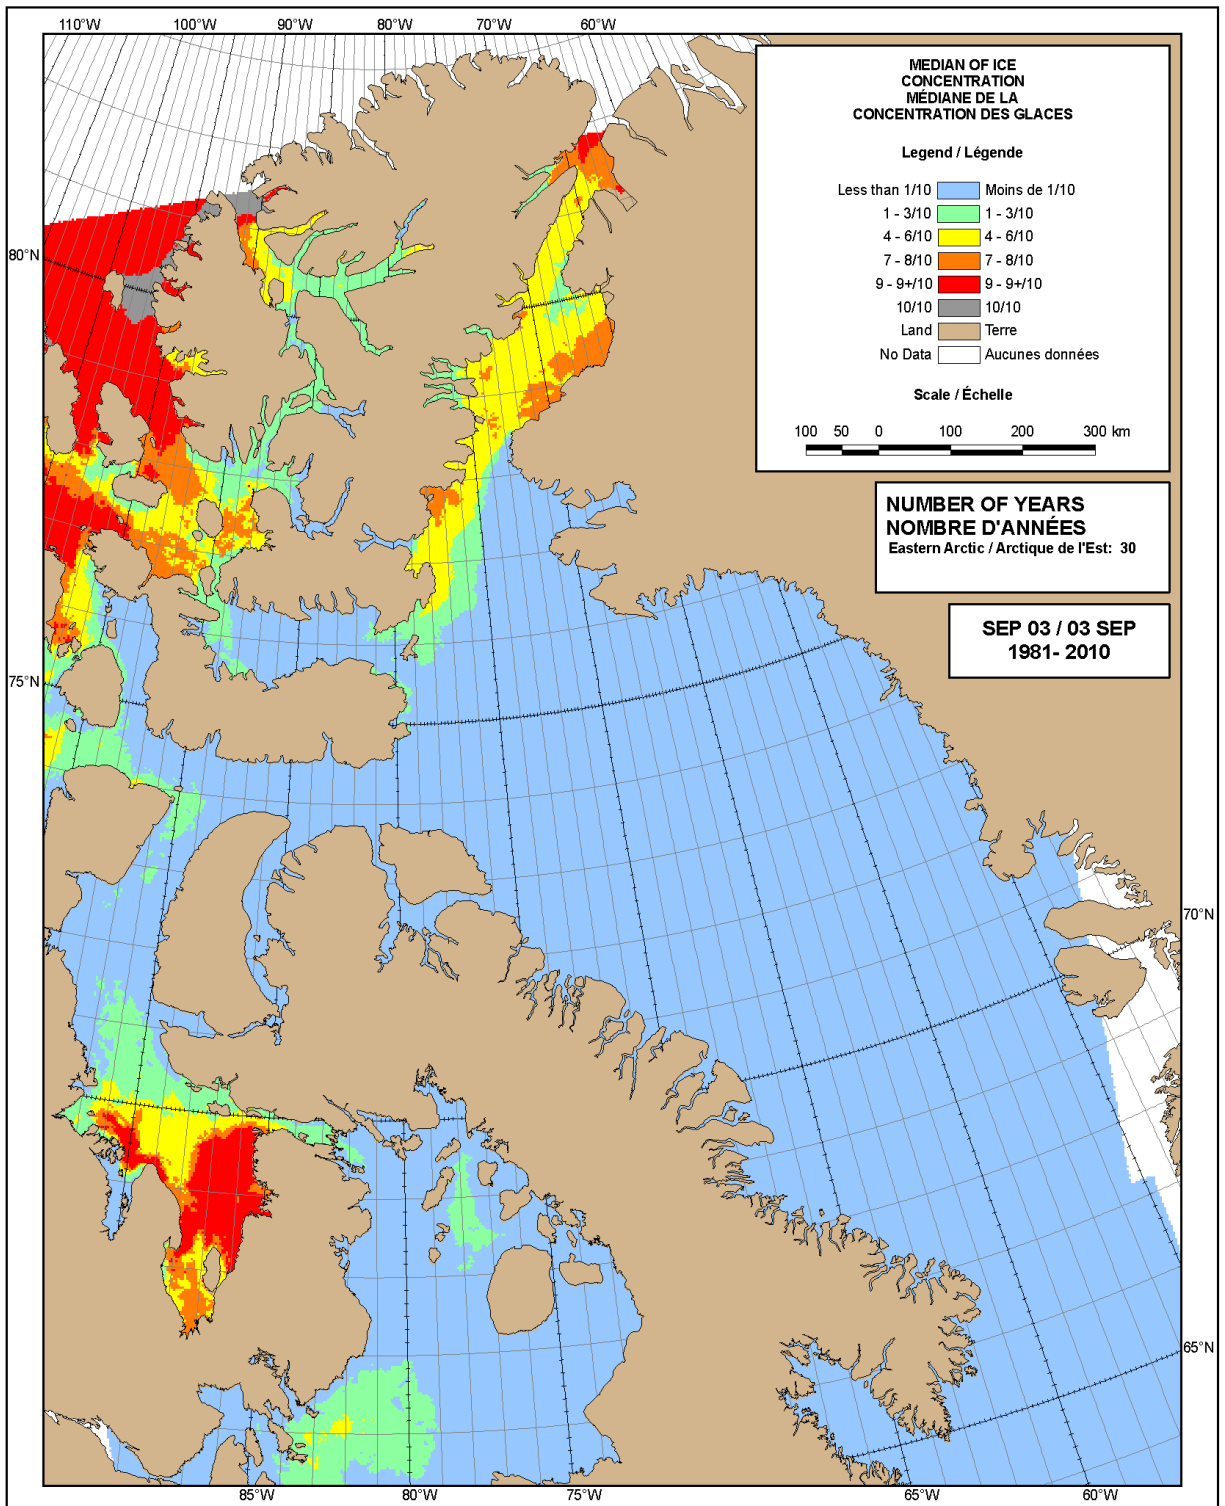 110°W 100°W 90°W 80°W 70°W 60°W
MEDIAN OF ICE
CONCENTRATION
MÉDIANE DE LA
CONCENTRATION DES GLACES
Legend / Légende
Less than 1/10 Moins de 1/10
1 - 3/10 1 - 3/10
4 - 6/10 4 - 6/10
7 - 8/10 7 - 8/10
9 - 9+/10 9 - 9+/10
10/10 10/10
Land Terre
No Data Aucunes données
Scale / Échelle
100 50 0 100 200 300 km
NUMBER OF YEARS
NOMBRE D'ANNÉES
Eastern Arctic / Arctique de l'Est: 30
SEP 03 / 03 SEP
1981- 2010
80°N
75°N
70°N
65°N
85°W 80°W 75°W 65°W 60°W